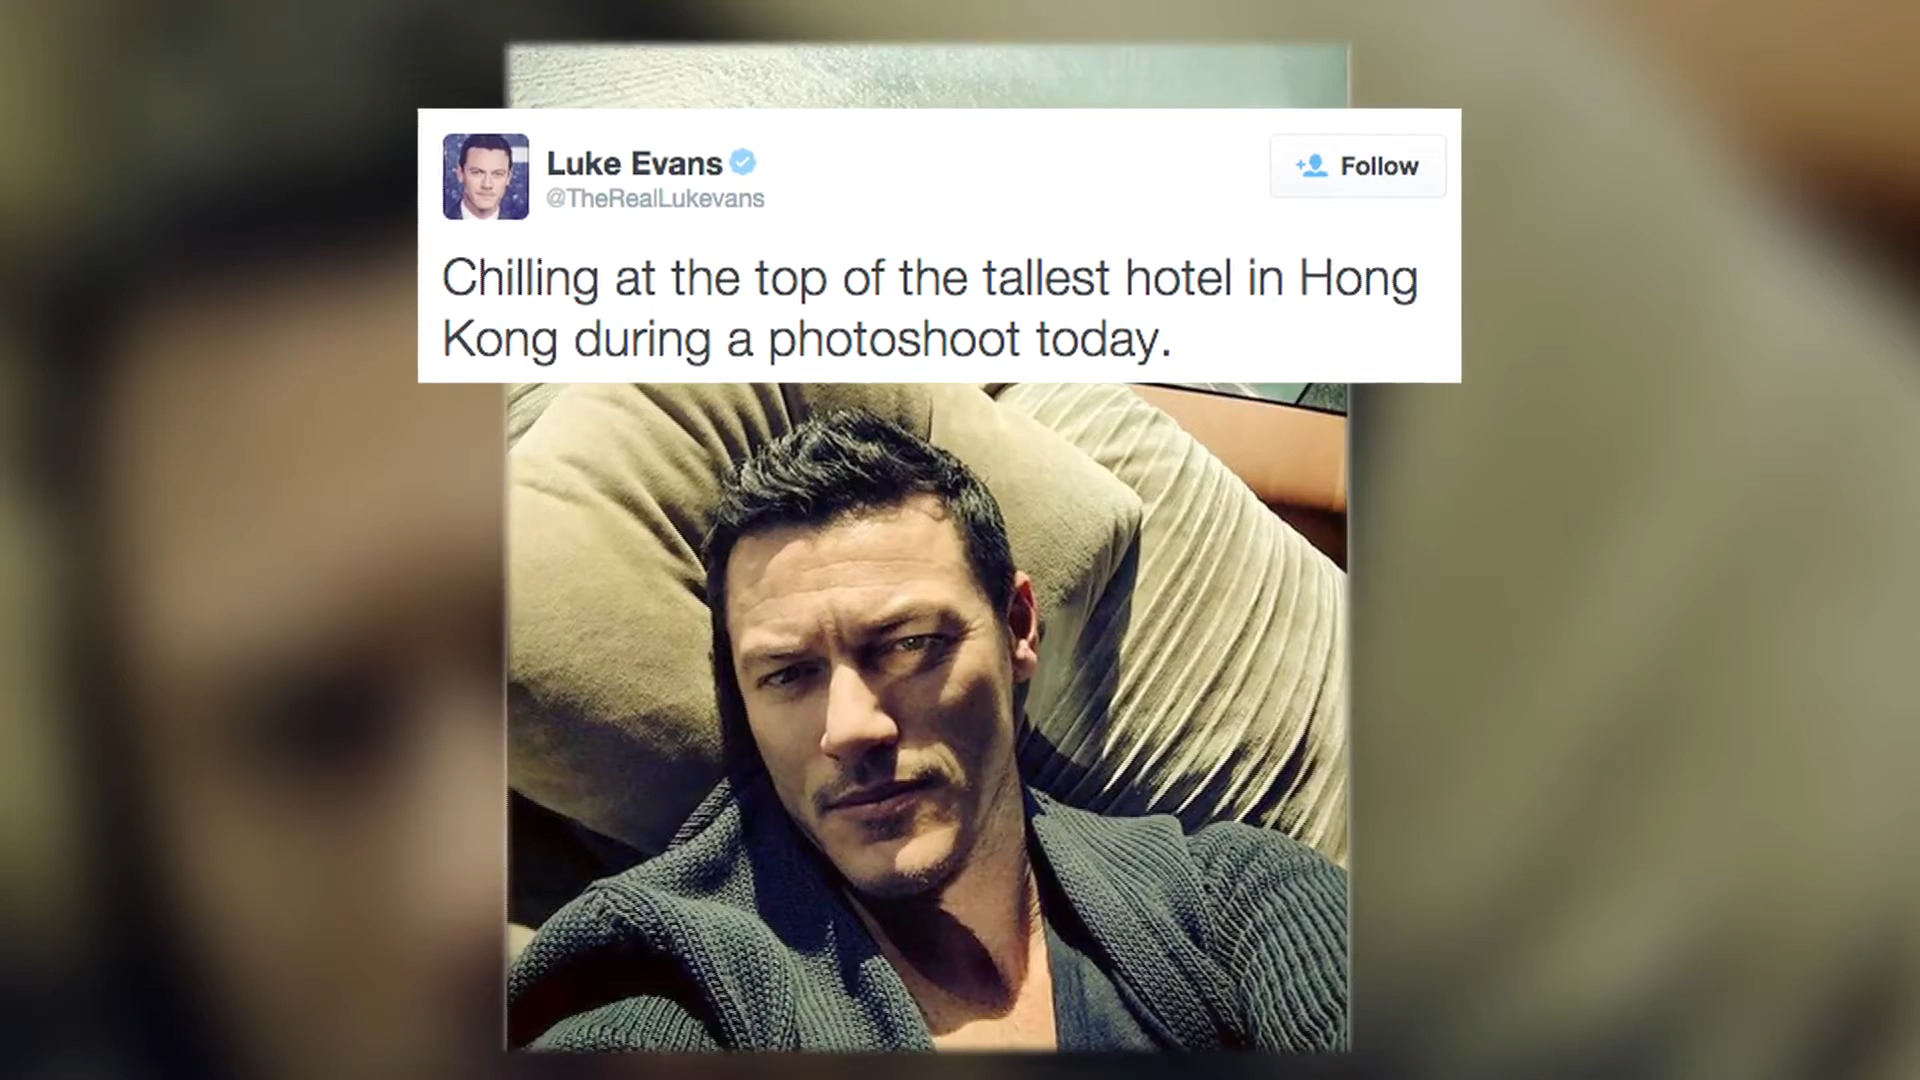 Luke Evans
@TheRealLukevans
Follow
Chilling at the top of the tallest hotel in Hong
Kong during a photoshoot today.